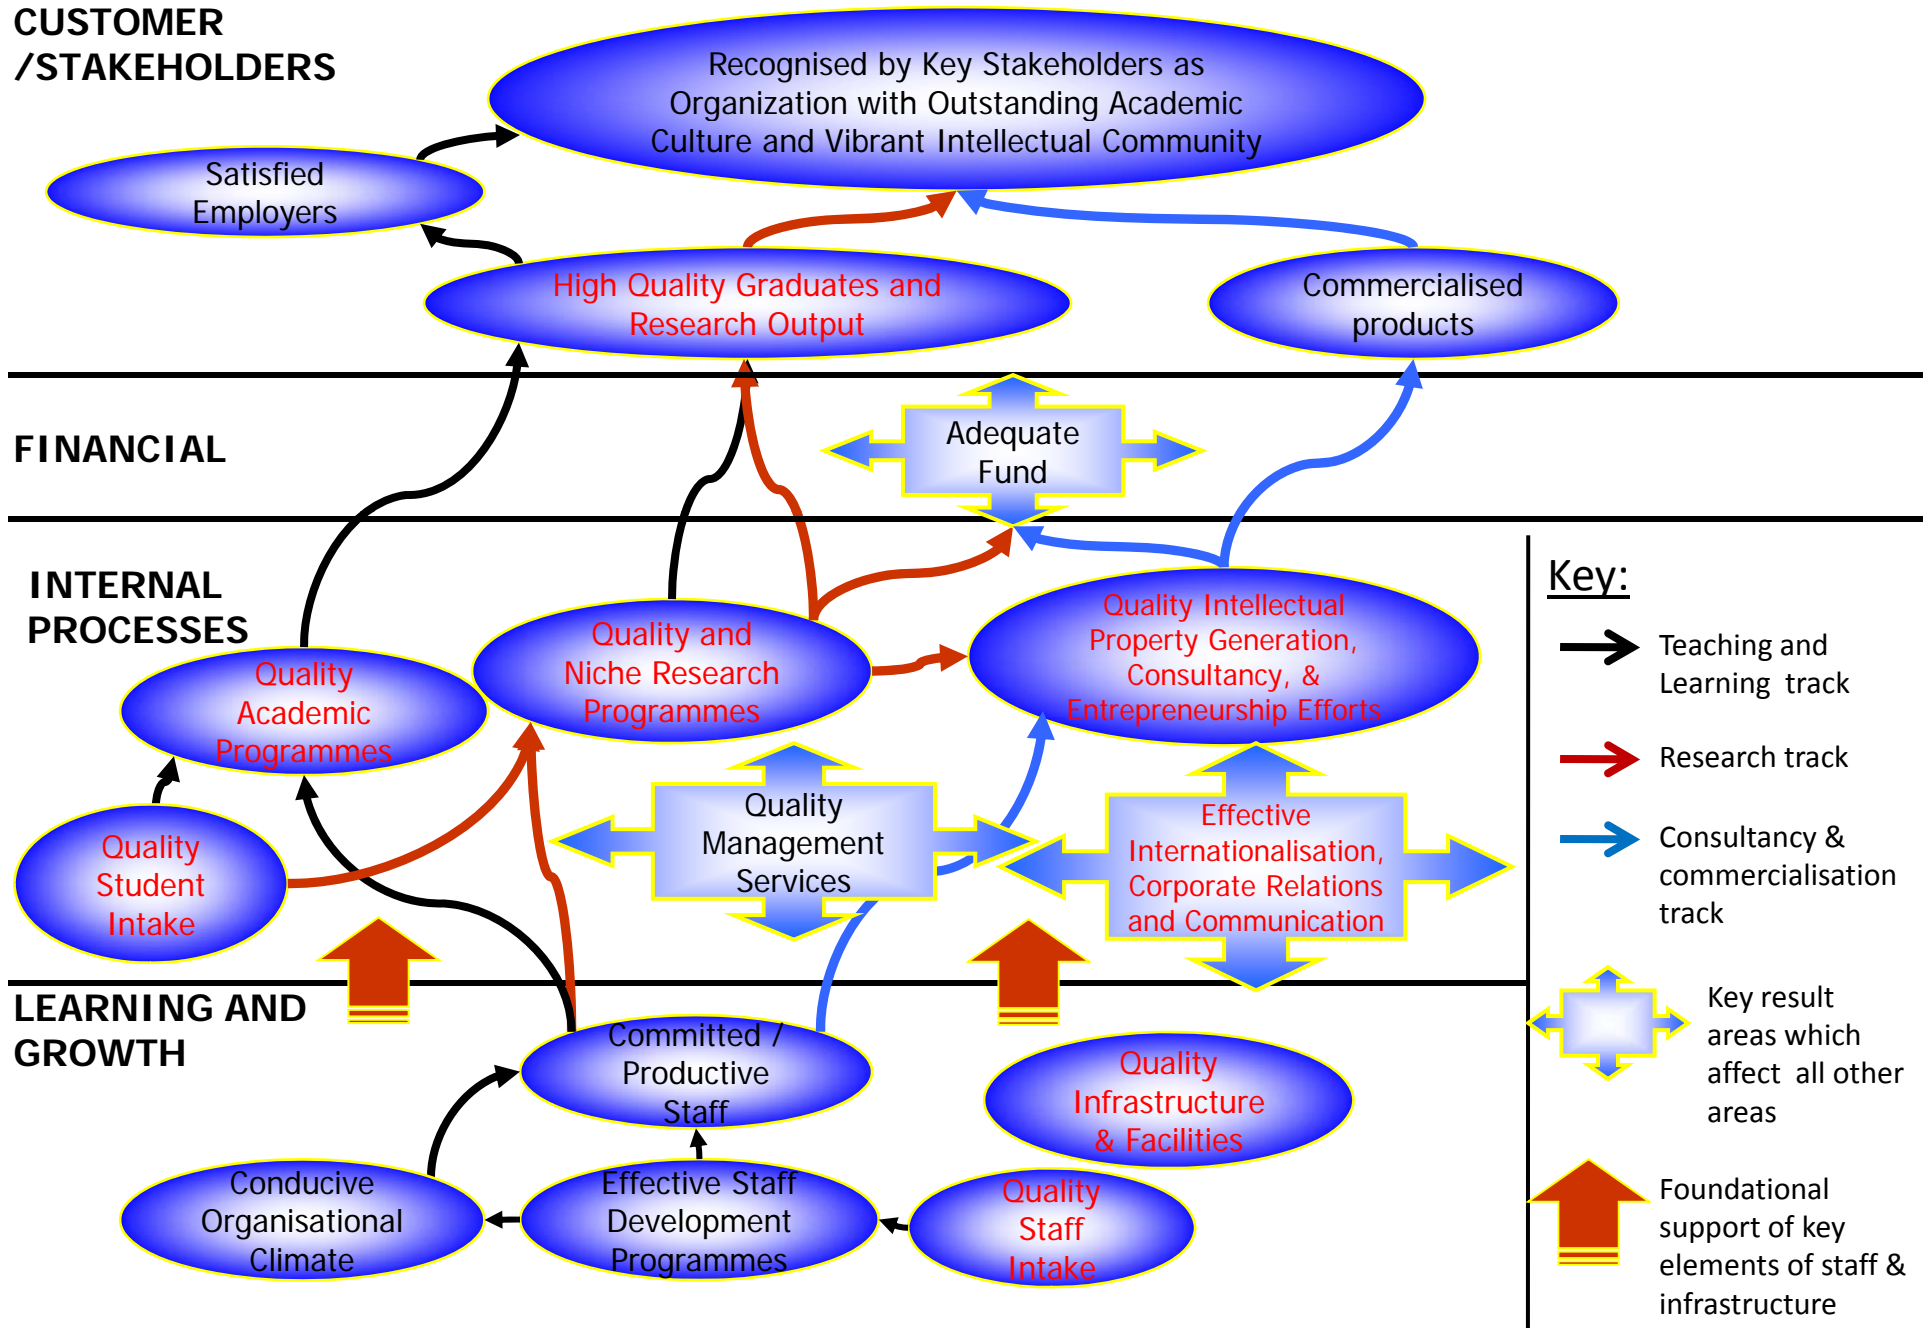 CUSTOMER
/STAKEHOLDERS
Recognised by Key Stakeholders as
Organization with Outstanding Academic
Culture and Vibrant Intellectual Community
Satisfied
Employers
High Quality Graduates and
Research Output
Commercialised
products
FINANCIAL
Adequate
Fund
INTERNAL
PROCESSES
Quality
Academic
Programmes
Quality and
Niche Research
Programmes
Quality Intellectual
Property Generation,
Consultancy, &
Entrepreneurship Efforts
Quality
Student
Intake
Quality
Management
Services
Effective
Internationalisation,
Corporate Relations
and Communication
LEARNING AND
GROWTH
Committed /
Productive
Staff
Quality
Infrastructure
& Facilities
Conducive
Organisational
Climate
Effective Staff
Development
Programmes
Quality
Staff
Intake
Key:
Teaching and
Learning track
Research track
Consultancy &
commercialisation
track
Key result
areas which
affect all other
areas
Foundational
support of key
elements of staff &
infrastructure